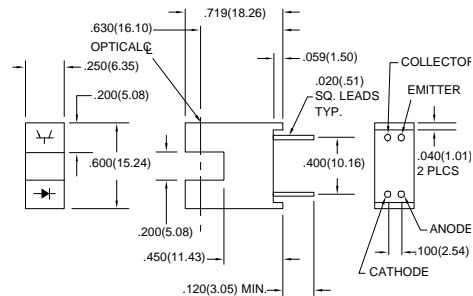 .719(18.26)
.630(16.10)
OPTICAL℄
.250(6.35)
.059(1.50)
COLLECTOR
.200(5.08)
.020(.51)
SQ. LEADS
TYP.
EMITTER
.600(15.24)
.400(10.16)
.040(1.01)
2 PLCS
.200(5.08)
ANODE
.450(11.43)
.100(2.54)
CATHODE
.120(3.05) MIN.